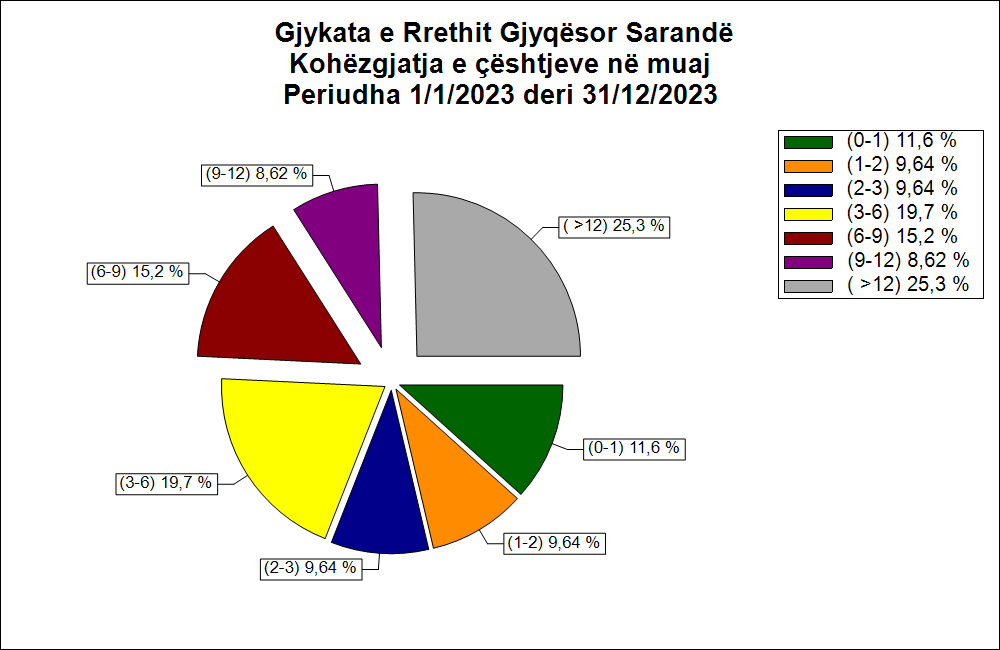 Gjykata e Rrethit Gjyqësor Sarandë
Kohëzgjatja e çështjeve në muaj
Periudha 1/1/2023 deri 31/12/2023
(0-1) 11,6 %
(1-2) 9,64 %
(2-3) 9,64 %
(3-6) 19,7 %
(6-9) 15,2 %
(9-12) 8,62 %
( >12) 25,3 %
(9-12) 8,62 %
( >12) 25,3 %
(6-9) 15,2 %
(0-1) 11,6 %
(3-6) 19,7 %
(1-2) 9,64 %
(2-3) 9,64 %